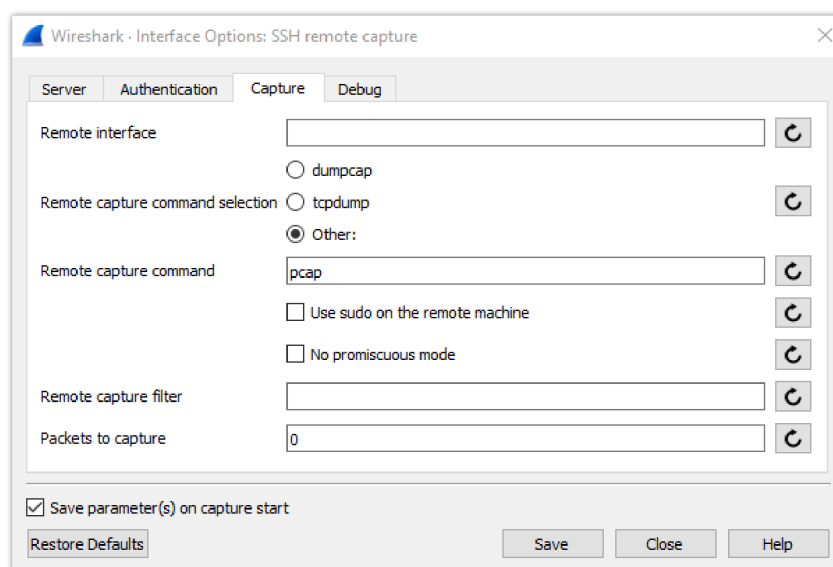 Wireshark · Interface Options: SSH remote capture
Server Authentication Capture Debug
Remote interface
dumpcap
Remote capture command selection tcpdump
Other:
Remote capture command pcap
Use sudo on the remote machine
No promiscuous mode
Remote capture filter
Packets to capture 0
Save parameter(s) on capture start
Restore Defaults Save Close Help